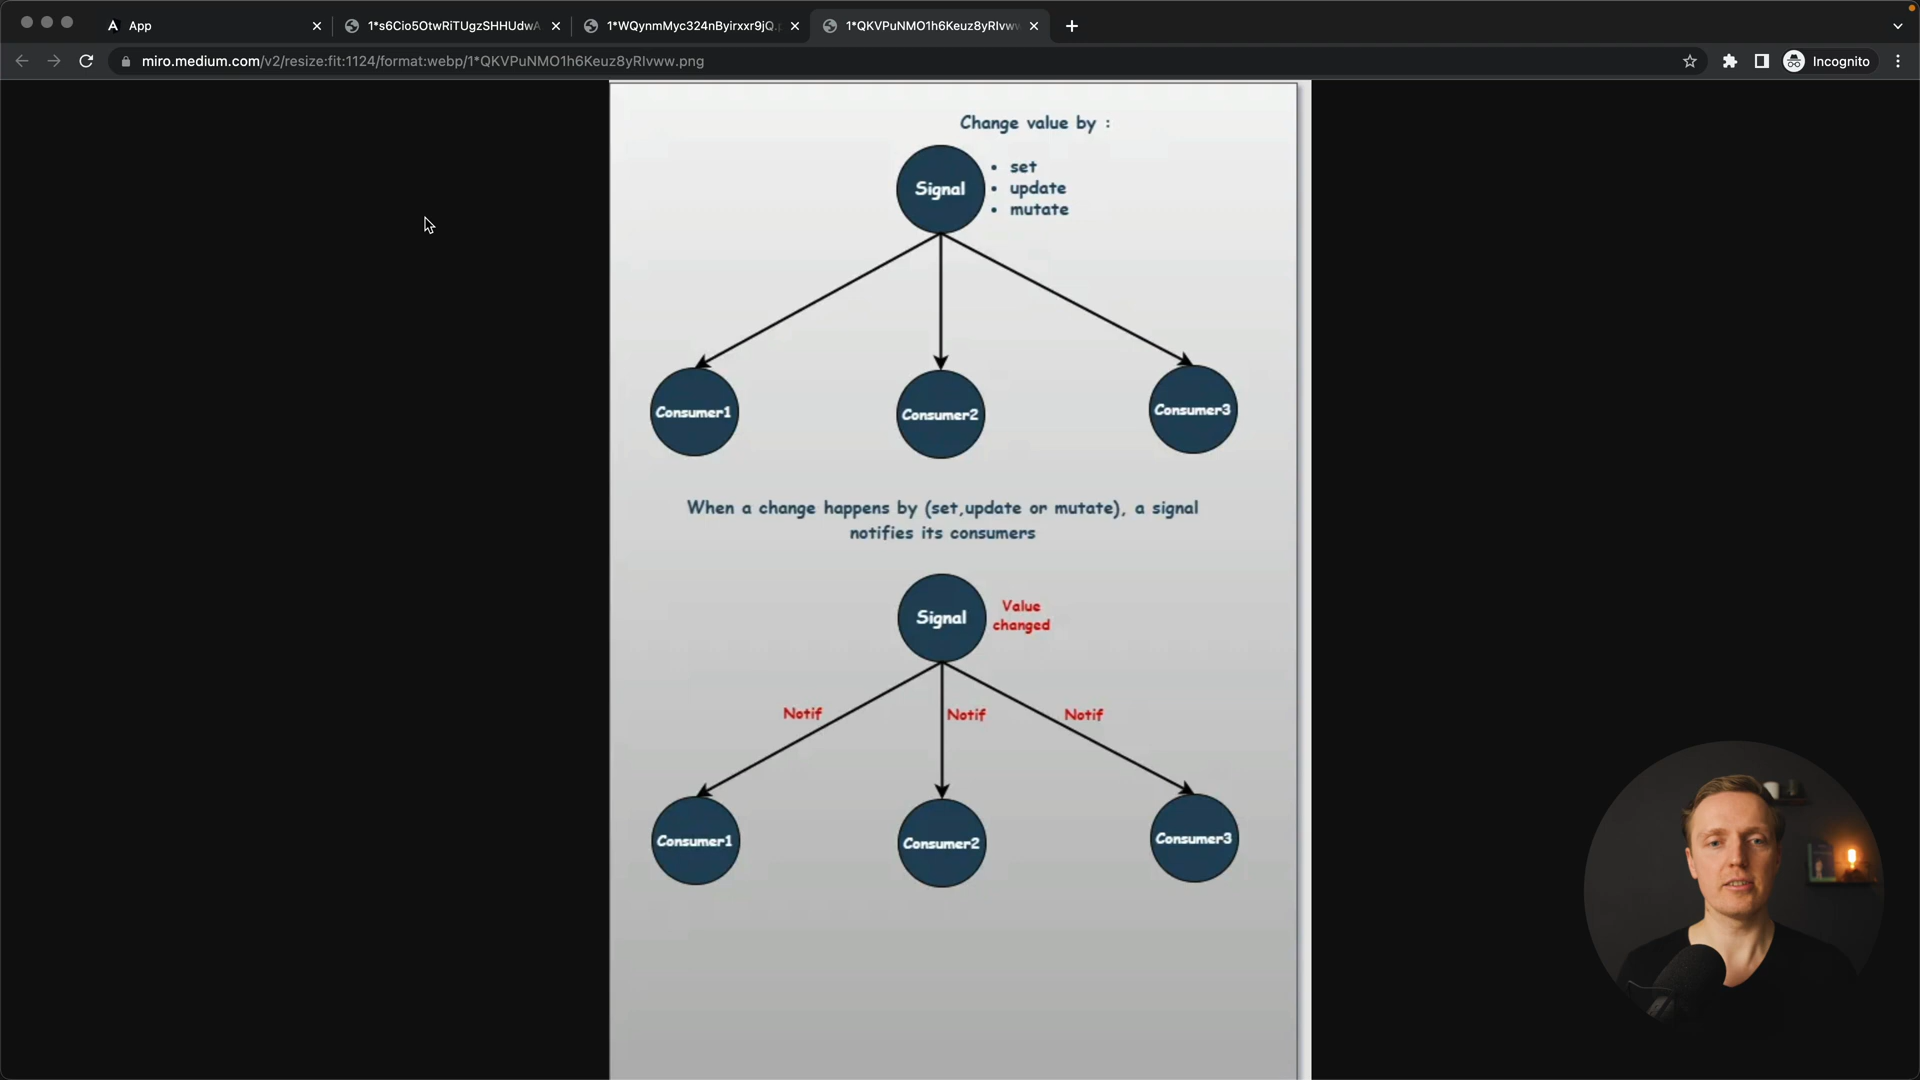 App
1*s6Cio5OtwRiTUgzSHHUdwA
1*WQynmMyc324nByirxxr9jQ.
1*QKVPuNMO1h6Keuz8yRIvww
miro.medium.com/v2/resize:fit:1124/format:webp/1*QKVPuNMO1h6Keuz8yRIvww.png
Incognito
Change value by :
Signal
• set
• update
• mutate
Consumer1
Consumer2
Consumer3
When a change happens by (set,update or mutate), a signal
notifies its consumers
Signal
Value
changed
Notif
Notif
Notif
Consumer1
Consumer2
Consumer3